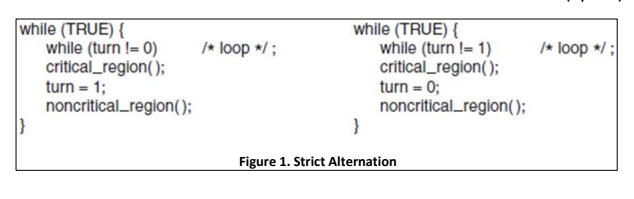 while (TRUE) {
while (turn != 0) /* loop */ ;
critical_region();
turn = 1;
noncritical_region();
}
while (TRUE) {
while (turn != 1) /* loop */ ;
critical_region();
turn = 0;
noncritical_region();
}
Figure 1. Strict Alternation